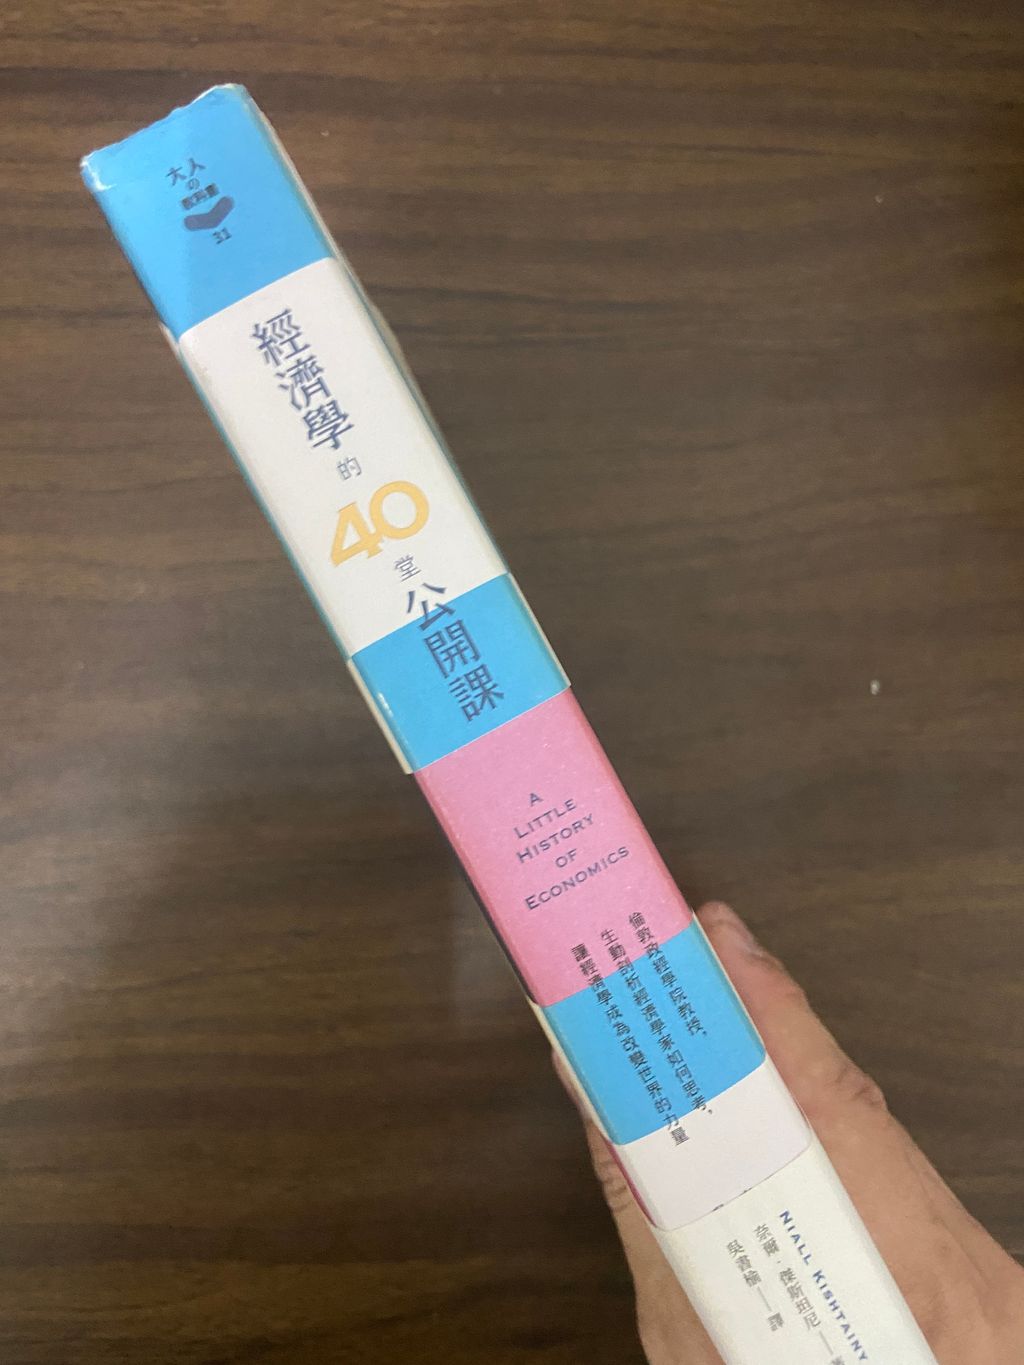 大人
の
教科書
31
經濟學的40堂公開課
A
LITTLE
HISTORY
OF
ECONOMICS
倫敦政經學院教授，
生動剖析經濟學家如何思考，
讓經濟學成為改變世界的力量
NIALL KISHTAINY
奈爾・傑斯坦尼——著
吳書榆——譯